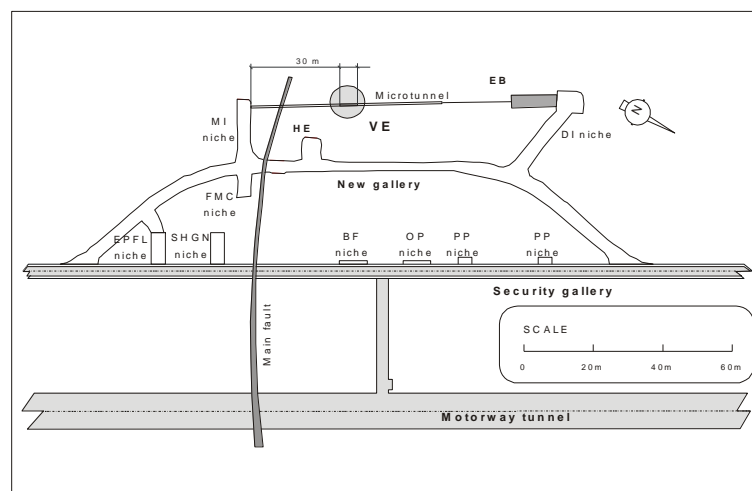 30 m
EB
Microtunnel
VE
N
MI
niche
HE
DI niche
New gallery
FMC
niche
EPFL
niche
SHGN
niche
BF
niche
OP
niche
PP
niche
PP
niche
Security gallery
Main fault
SCALE
0 20m 40m 60m
Motorway tunnel